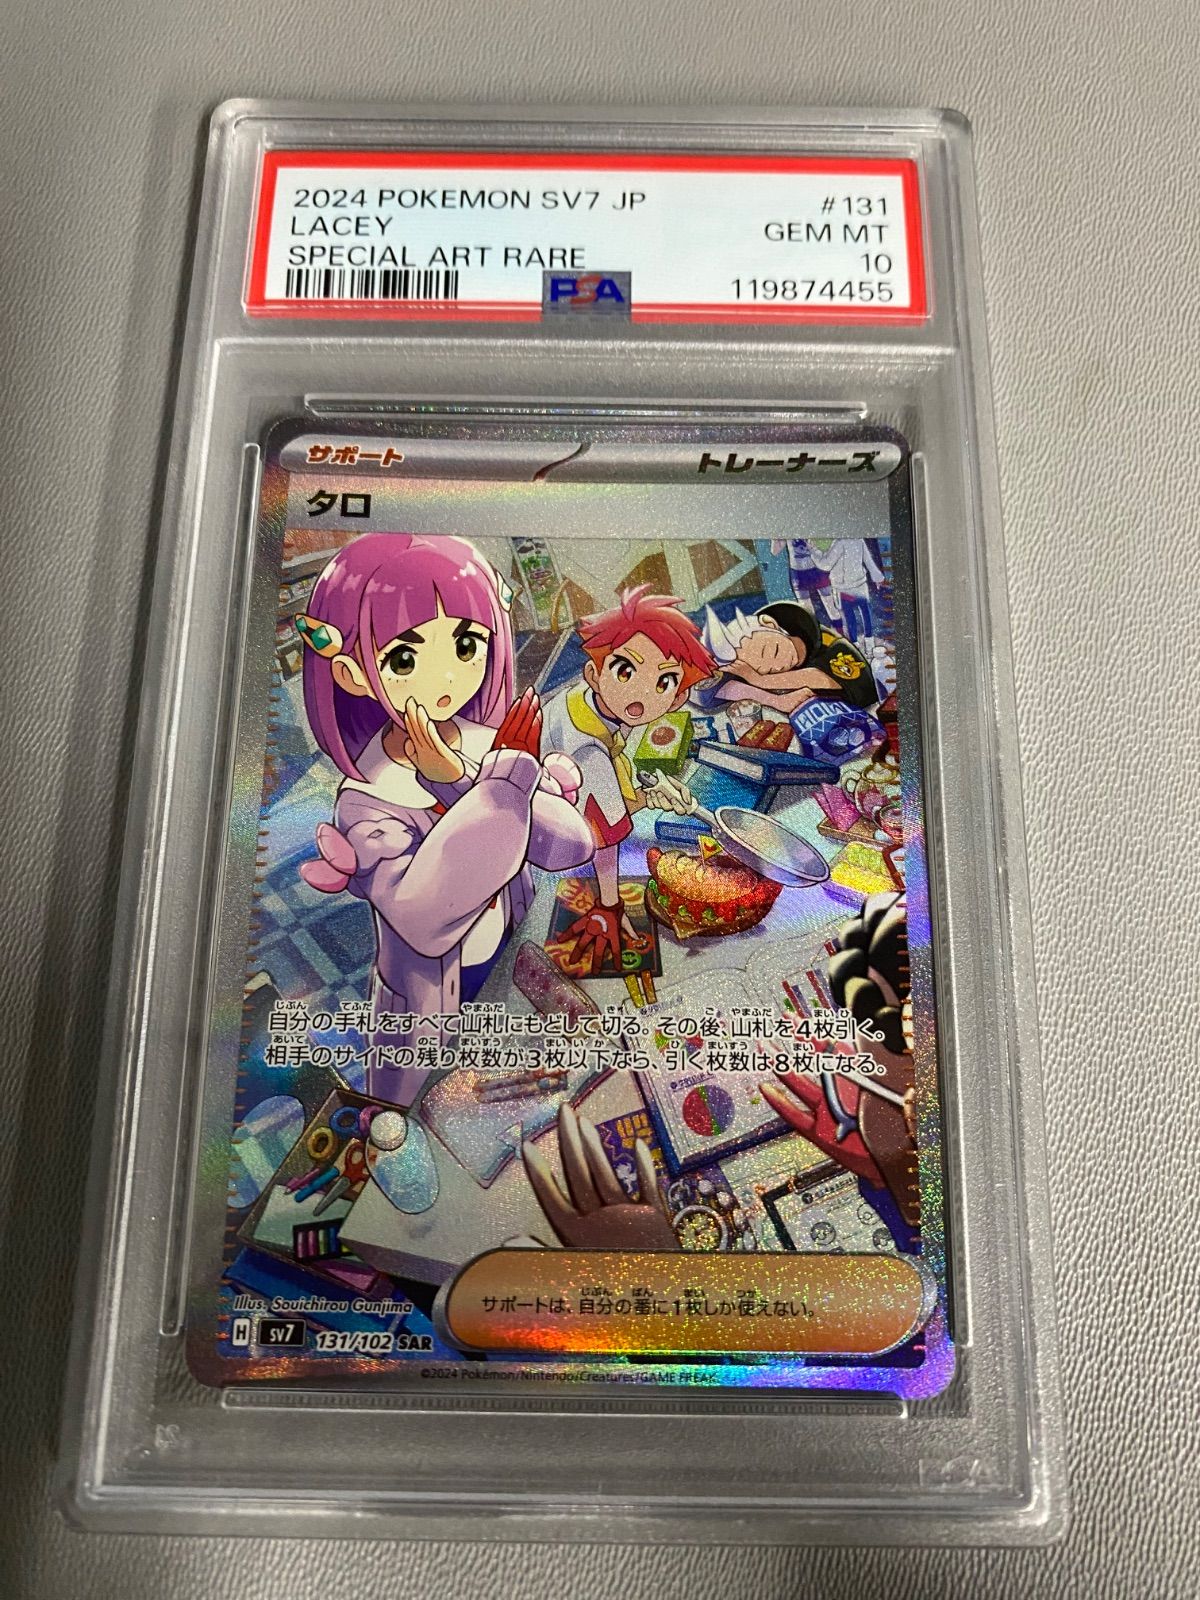 2024 POKEMON SV7 JP #131
LACEY GEM MT
SPECIAL ART RARE 10
PSA 119874455
サポート トレーナーズ
タロ
自分の手札をすべて山札にもどして切る。その後、山札を4枚引く。
相手のサイドの残り枚数が3枚以下なら、引く枚数は8枚になる。
サポートは、自分の番に1枚しか使えない。
Illus. Souichirou Gunjima
H sv7 131/102 SAR
©2024 Pokémon/Nintendo/Creatures/GAME FREAK